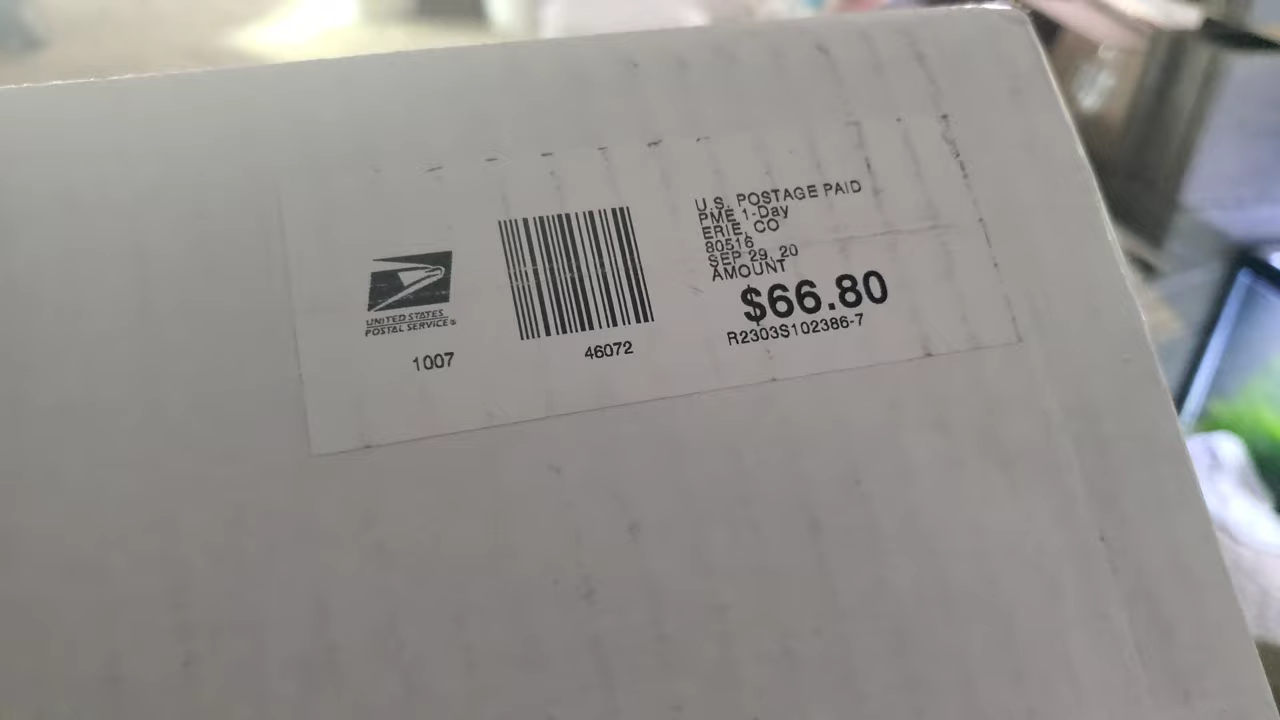 UNITED STATES
POSTAL SERVICE®
1007
46072
U.S. POSTAGE PAID
PME 1-Day
ERIE, CO
80516
SEP 29, 20
AMOUNT
$66.80
R2303S102386-7